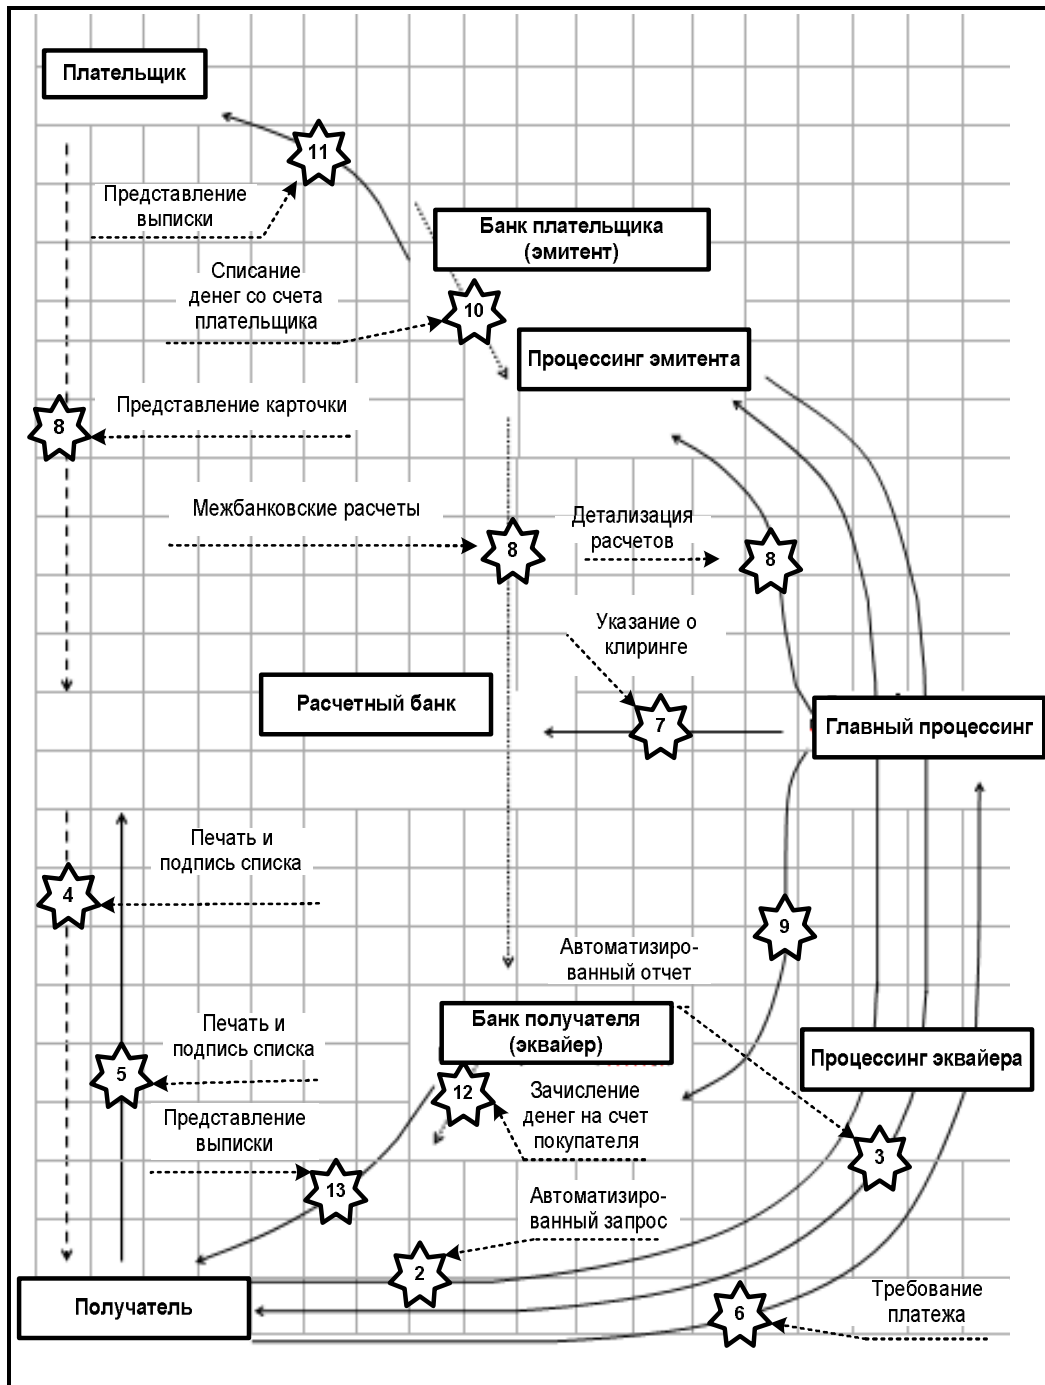 Плательщик
11
Представление
выписки
Банк плательщика
(эмитент)
Списание
денег со счета
плательщика
10
Процессинг эмитента
Представление карточки
8
Межбанковские расчеты
8
Детализация
расчетов
8
Указание о
клиринге
7
Расчетный банк
Главный процессинг
Печать и
подпись списка
4
9
Автоматизиро-
ванный отчет
Банк получателя
(эквайер)
Процессинг эквайера
Печать и
подпись списка
5
12
Зачисление
денег на счет
покупателя
Представление
выписки
13
3
Автоматизиро-
ванный запрос
2
Получатель
6
Требование
платежа